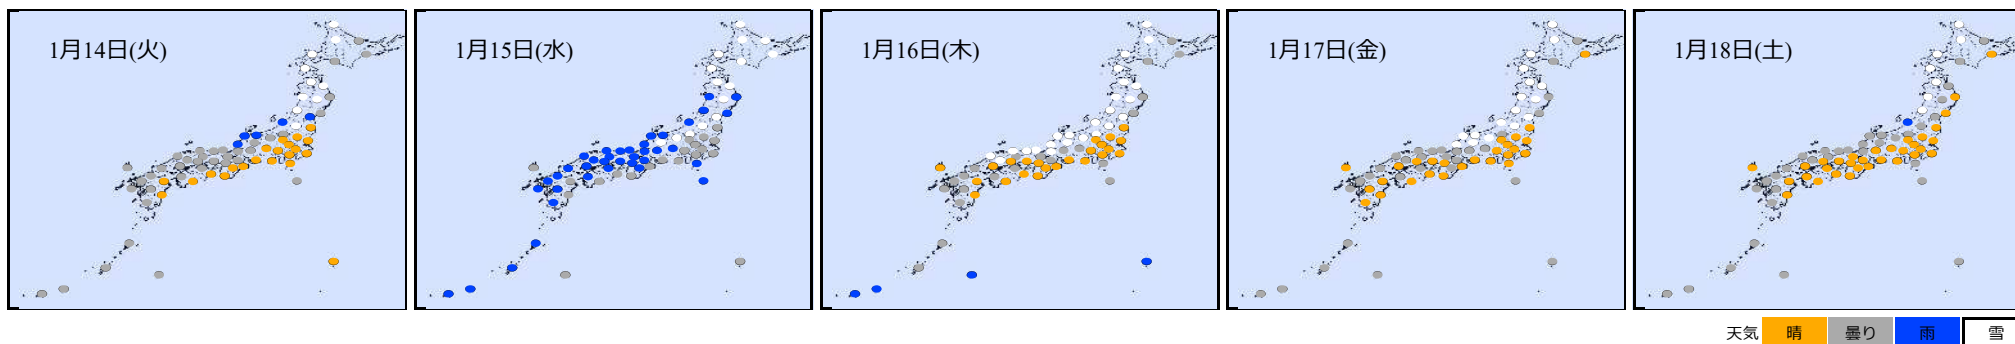 1月14日(火)
1月15日(水)
1月16日(木)
1月17日(金)
1月18日(土)
天気 晴 曇り 雨 雪